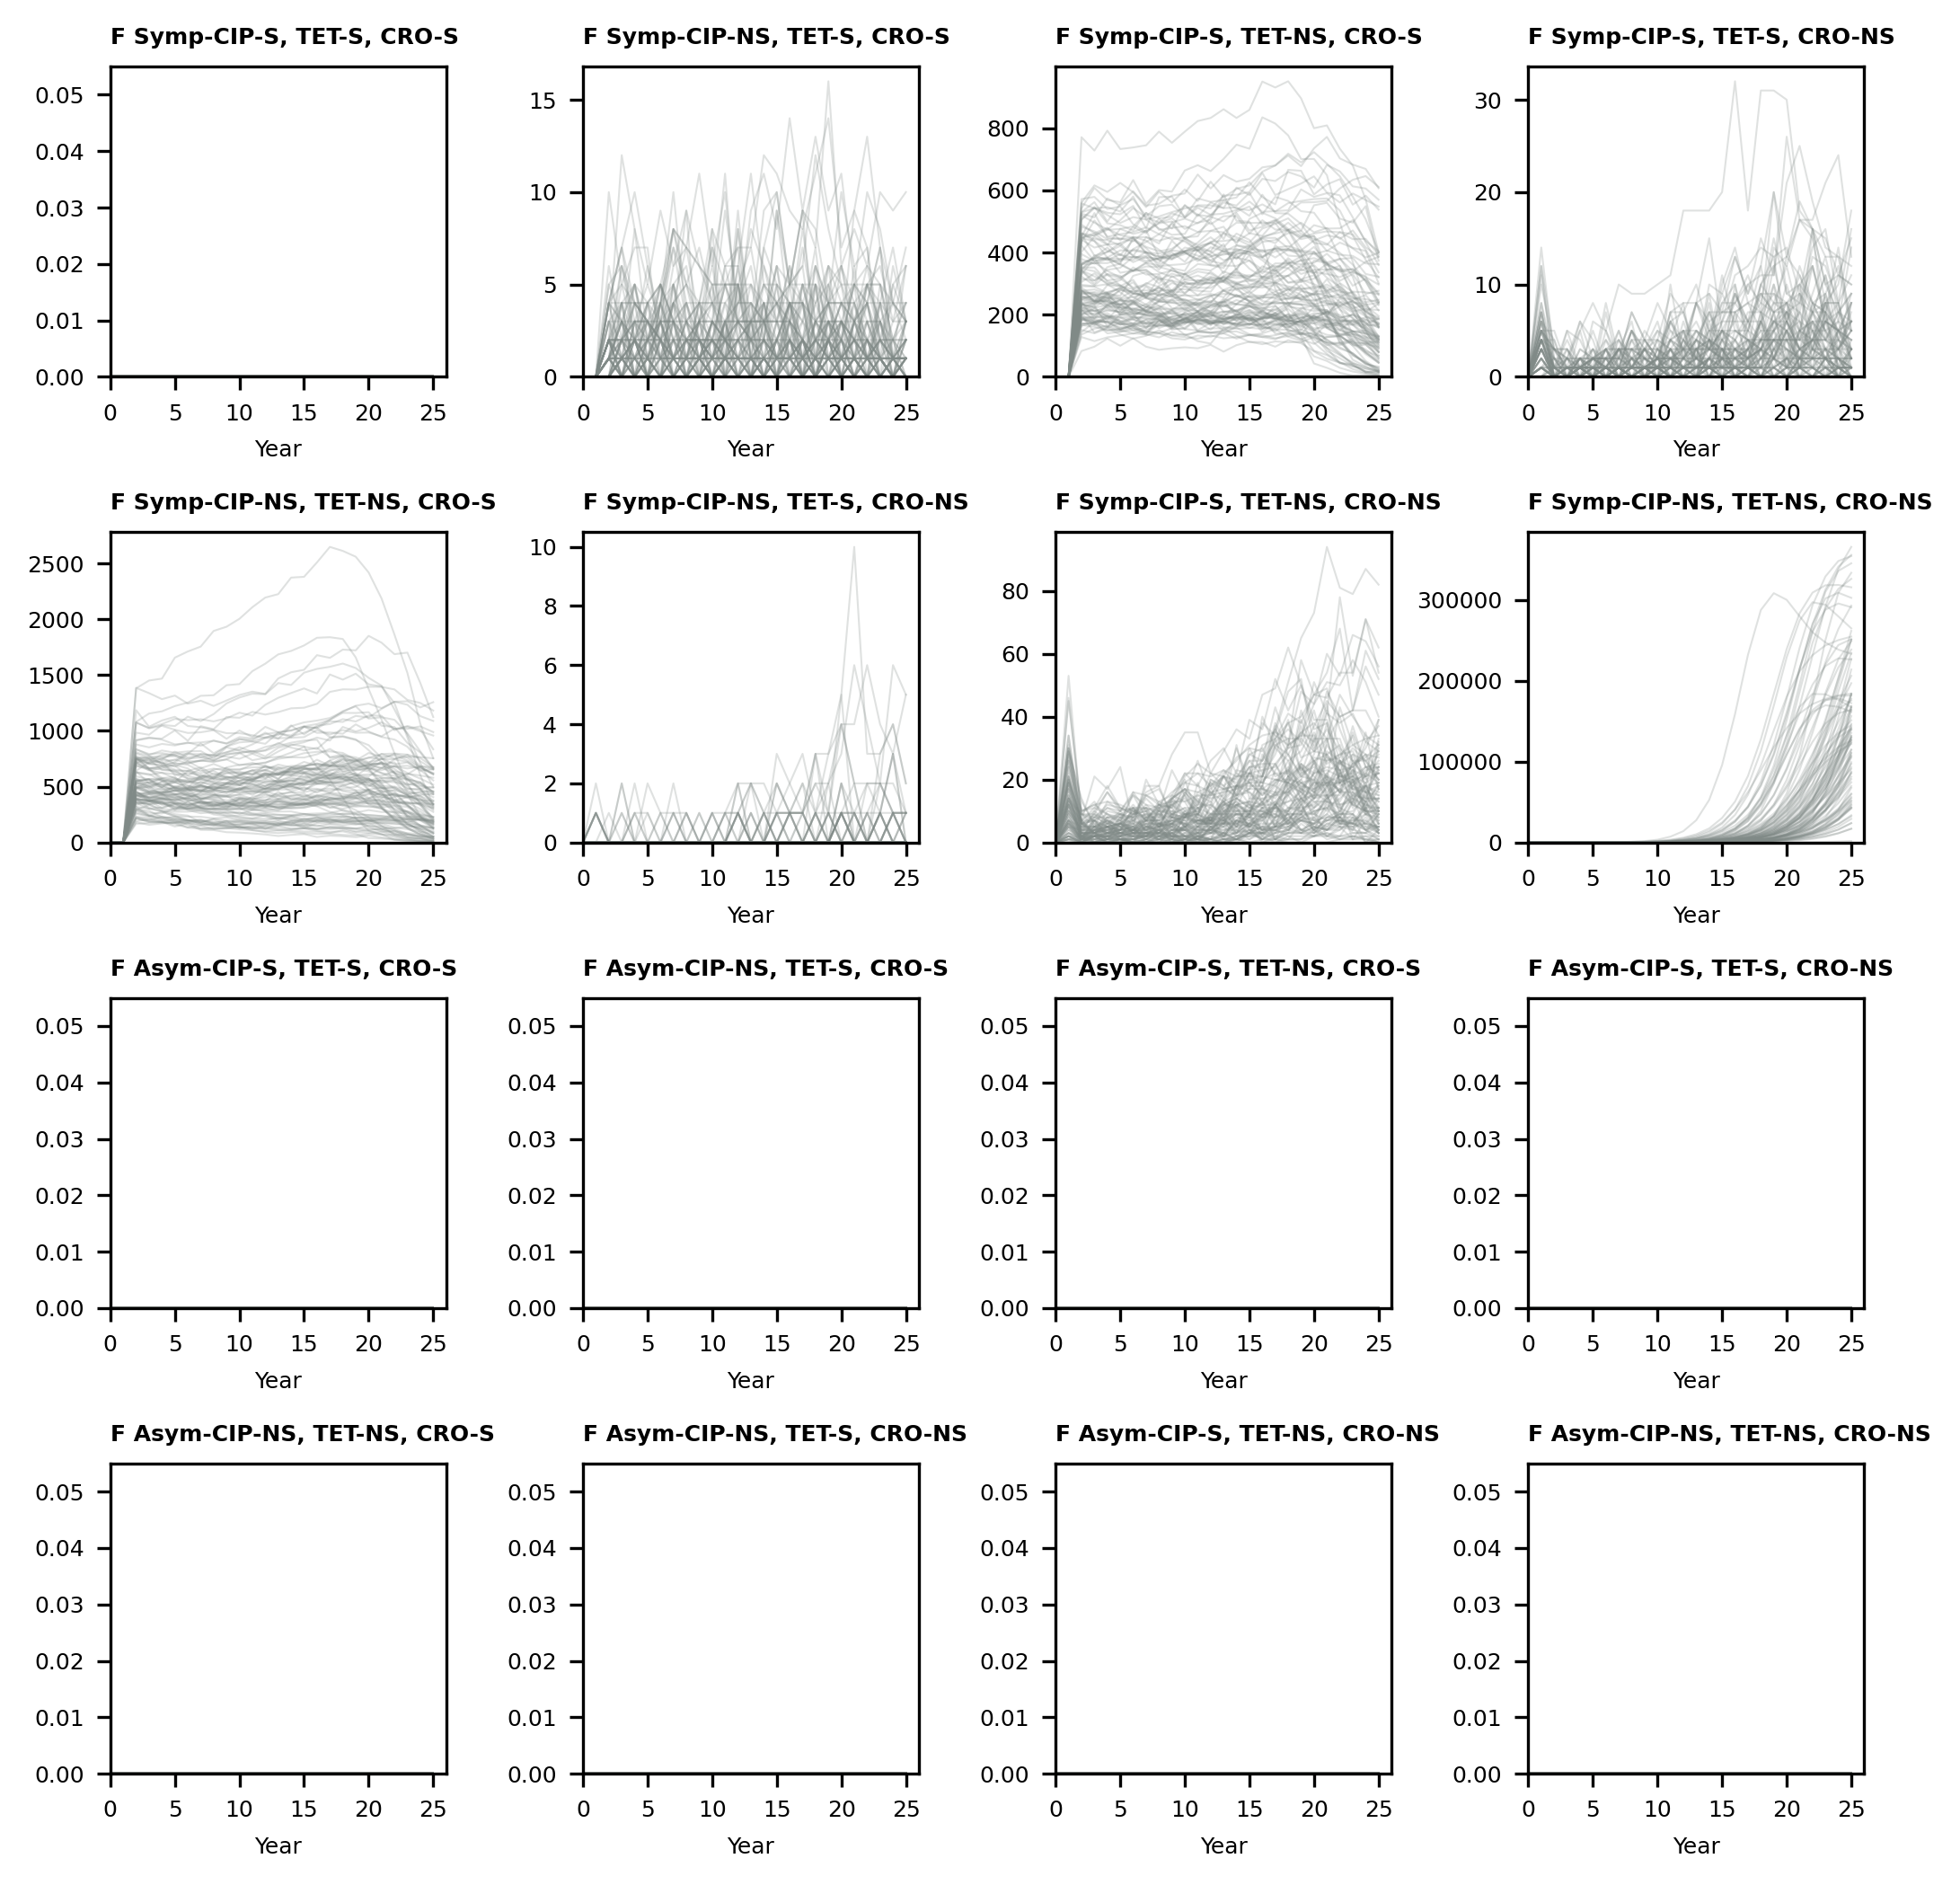 F Symp-CIP-S, TET-S, CRO-S
0.05
0.04
0.03
0.02
0.01
0.00
0 5 10 15 20 25
Year
F Symp-CIP-NS, TET-S, CRO-S
15
10
5
0
0 5 10 15 20 25
Year
F Symp-CIP-S, TET-NS, CRO-S
800
600
400
200
0
0 5 10 15 20 25
Year
F Symp-CIP-S, TET-S, CRO-NS
30
20
10
0
0 5 10 15 20 25
Year
F Symp-CIP-NS, TET-NS, CRO-S
2500
2000
1500
1000
500
0
0 5 10 15 20 25
Year
F Symp-CIP-NS, TET-S, CRO-NS
10
8
6
4
2
0
0 5 10 15 20 25
Year
F Symp-CIP-S, TET-NS, CRO-NS
80
60
40
20
0
0 5 10 15 20 25
Year
F Symp-CIP-NS, TET-NS, CRO-NS
300000
200000
100000
0
0 5 10 15 20 25
Year
F Asym-CIP-S, TET-S, CRO-S
0.05
0.04
0.03
0.02
0.01
0.00
0 5 10 15 20 25
Year
F Asym-CIP-NS, TET-S, CRO-S
0.05
0.04
0.03
0.02
0.01
0.00
0 5 10 15 20 25
Year
F Asym-CIP-S, TET-NS, CRO-S
0.05
0.04
0.03
0.02
0.01
0.00
0 5 10 15 20 25
Year
F Asym-CIP-S, TET-S, CRO-NS
0.05
0.04
0.03
0.02
0.01
0.00
0 5 10 15 20 25
Year
F Asym-CIP-NS, TET-NS, CRO-S
0.05
0.04
0.03
0.02
0.01
0.00
0 5 10 15 20 25
Year
F Asym-CIP-NS, TET-S, CRO-NS
0.05
0.04
0.03
0.02
0.01
0.00
0 5 10 15 20 25
Year
F Asym-CIP-S, TET-NS, CRO-NS
0.05
0.04
0.03
0.02
0.01
0.00
0 5 10 15 20 25
Year
F Asym-CIP-NS, TET-NS, CRO-NS
0.05
0.04
0.03
0.02
0.01
0.00
0 5 10 15 20 25
Year